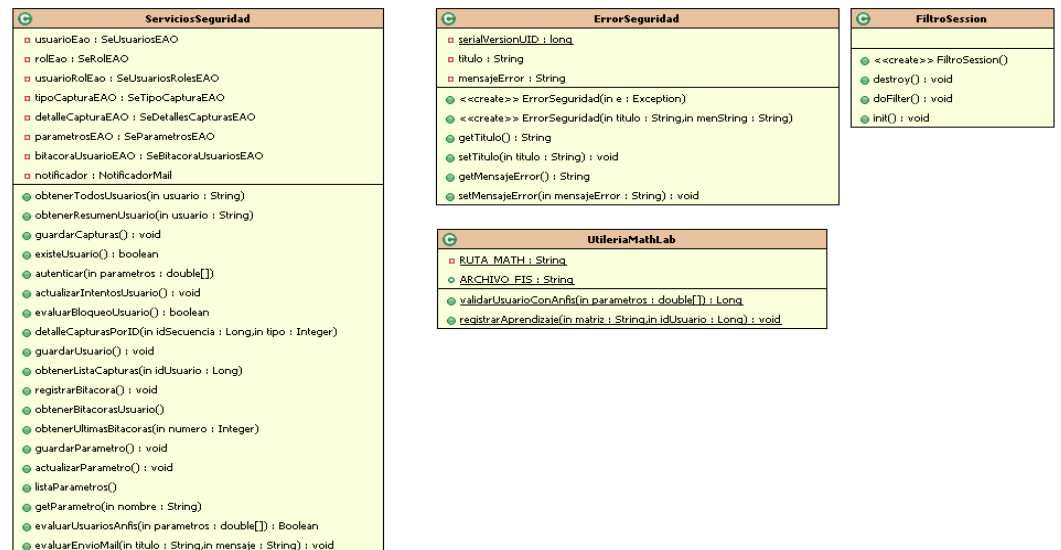 ServiciosSeguridad
usuarioEao : SeUsuariosEAO
rolEao : SeRolEAO
usuarioRolEao : SeUsuariosRolesEAO
tipoCapturaEAO : SeTipoCapturaEAO
detalleCapturaEAO : SeDetallesCapturasEAO
parametrosEAO : SeParametrosEAO
bitacoraUsuarioEAO : SeBitacoraUsuariosEAO
notificador : NotificadorMail
obtenerTodosUsuarios(in usuario : String)
obtenerResumenUsuario(in usuario : String)
guardarCapturas() : void
existeUsuario() : boolean
autenticar(in parametros : double[])
actualizarIntentosUsuario() : void
evaluarBloqueoUsuario() : boolean
detalleCapturasPorID(in idSecuencia : Long,in tipo : Integer)
guardarUsuario() : void
obtenerListaCapturas(in idUsuario : Long)
registrarBitacora() : void
obtenerBitacorasUsuario()
obtenerUltimasBitacoras(in numero : Integer)
guardarParametro() : void
actualizarParametro() : void
listaParametros()
getParametro(in nombre : String)
evaluarUsuariosAnfis(in parametros : double[]) : Boolean
evaluarEnvioMail(in titulo : String,in mensaje : String) : void
ErrorSeguridad
serialVersionUID : long
titulo : String
mensajeError : String
<<create>> ErrorSeguridad(in e : Exception)
<<create>> ErrorSeguridad(in titulo : String,in menString : String)
getTitulo() : String
setTitulo(in titulo : String) : void
getMensajeError() : String
setMensajeError(in mensajeError : String) : void
FiltroSession
<<create>> FiltroSession()
destroy() : void
doFilter() : void
init() : void
UtileriaMathLab
RUTA_MATH : String
ARCHIVO_FIS : String
validarUsuarioConAnfis(in parametros : double[]) : Long
registrarAprendizaje(in matriz : String,in idUsuario : Long) : void